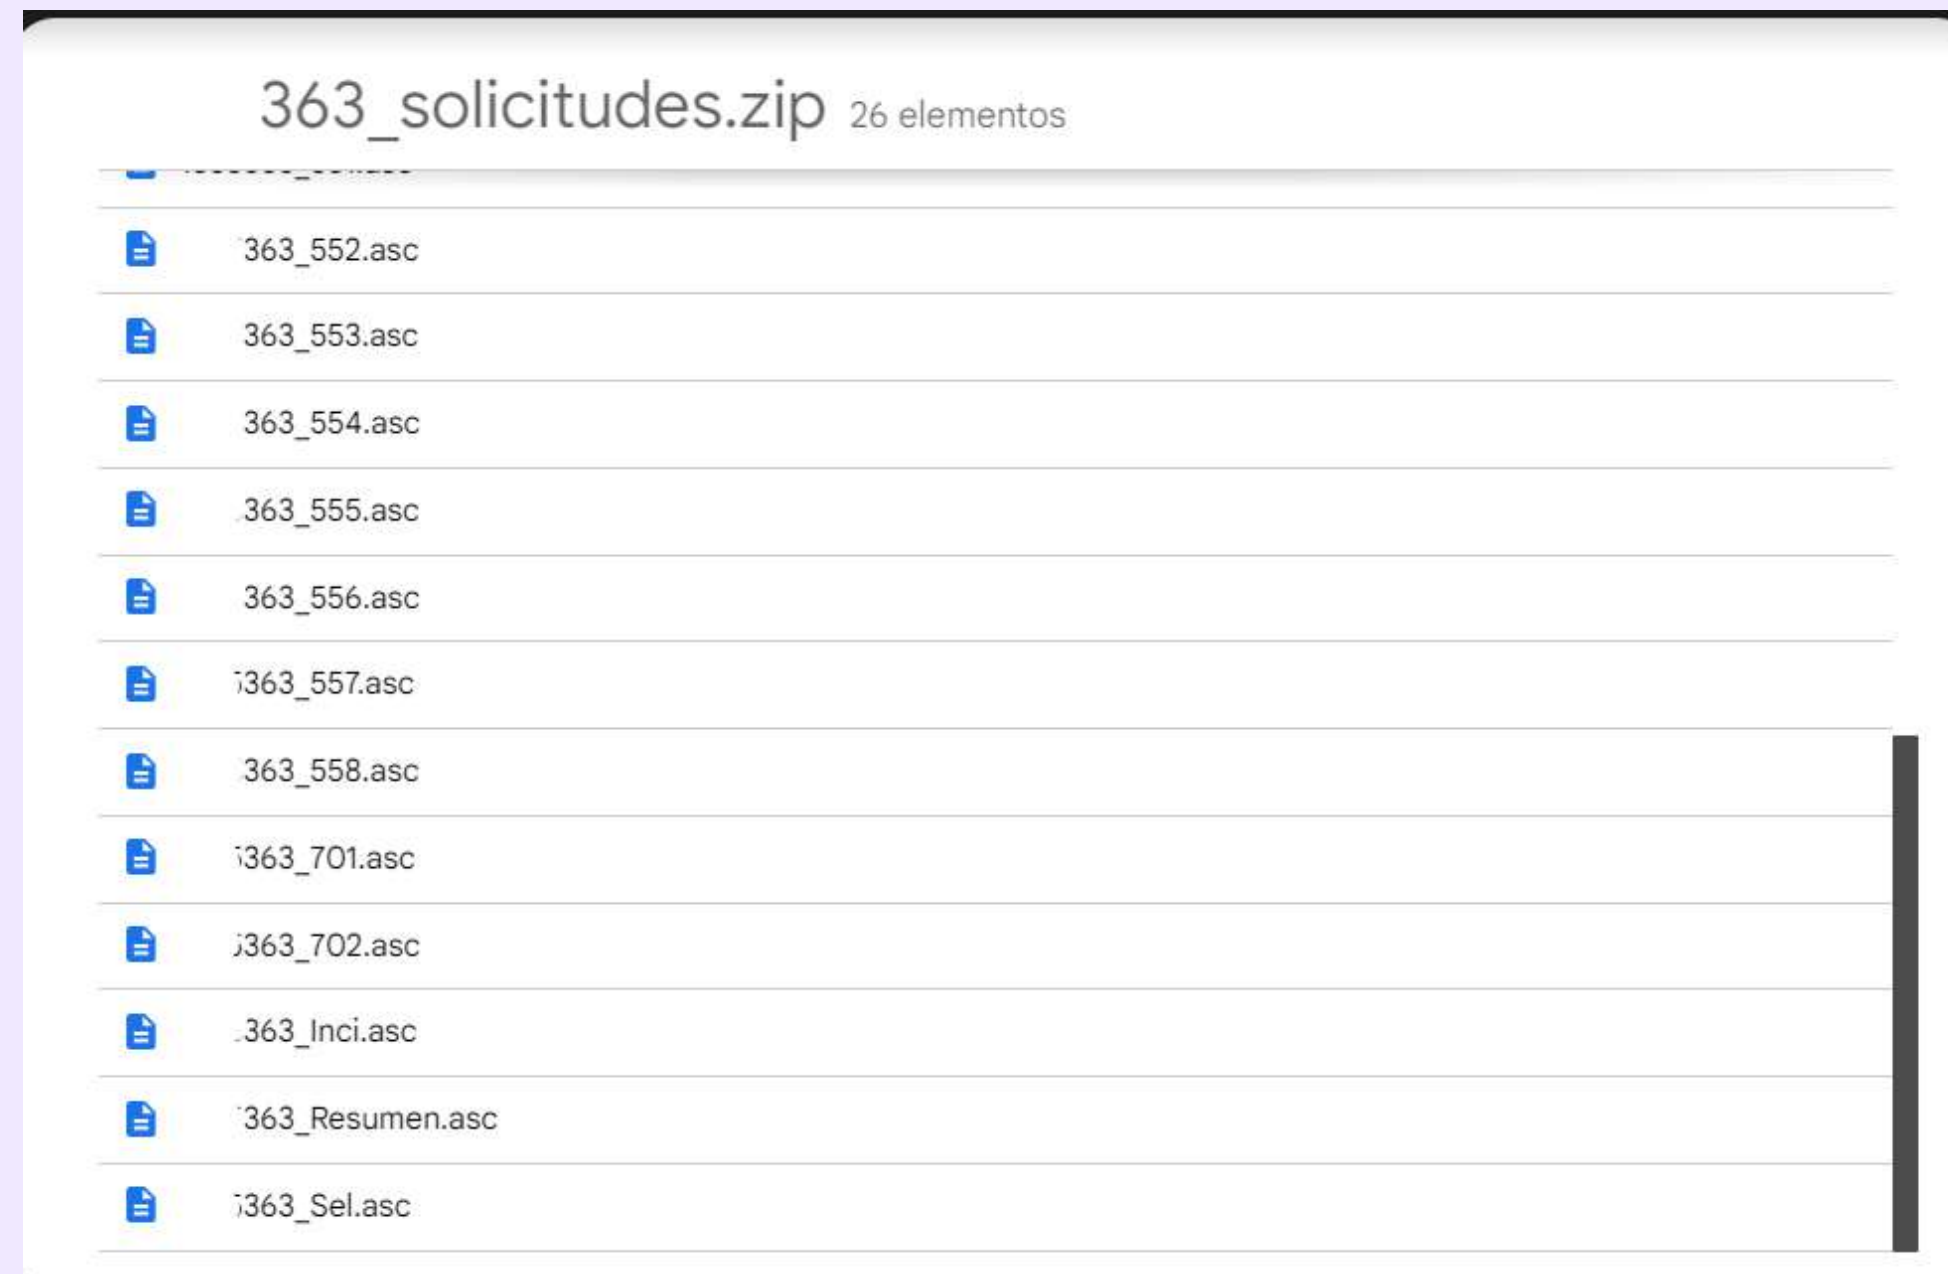 363_solicitudes.zip 26 elementos
363_552.asc
363_553.asc
363_554.asc
363_555.asc
363_556.asc
363_557.asc
363_558.asc
363_701.asc
363_702.asc
363_Inci.asc
363_Resumen.asc
363_Sel.asc